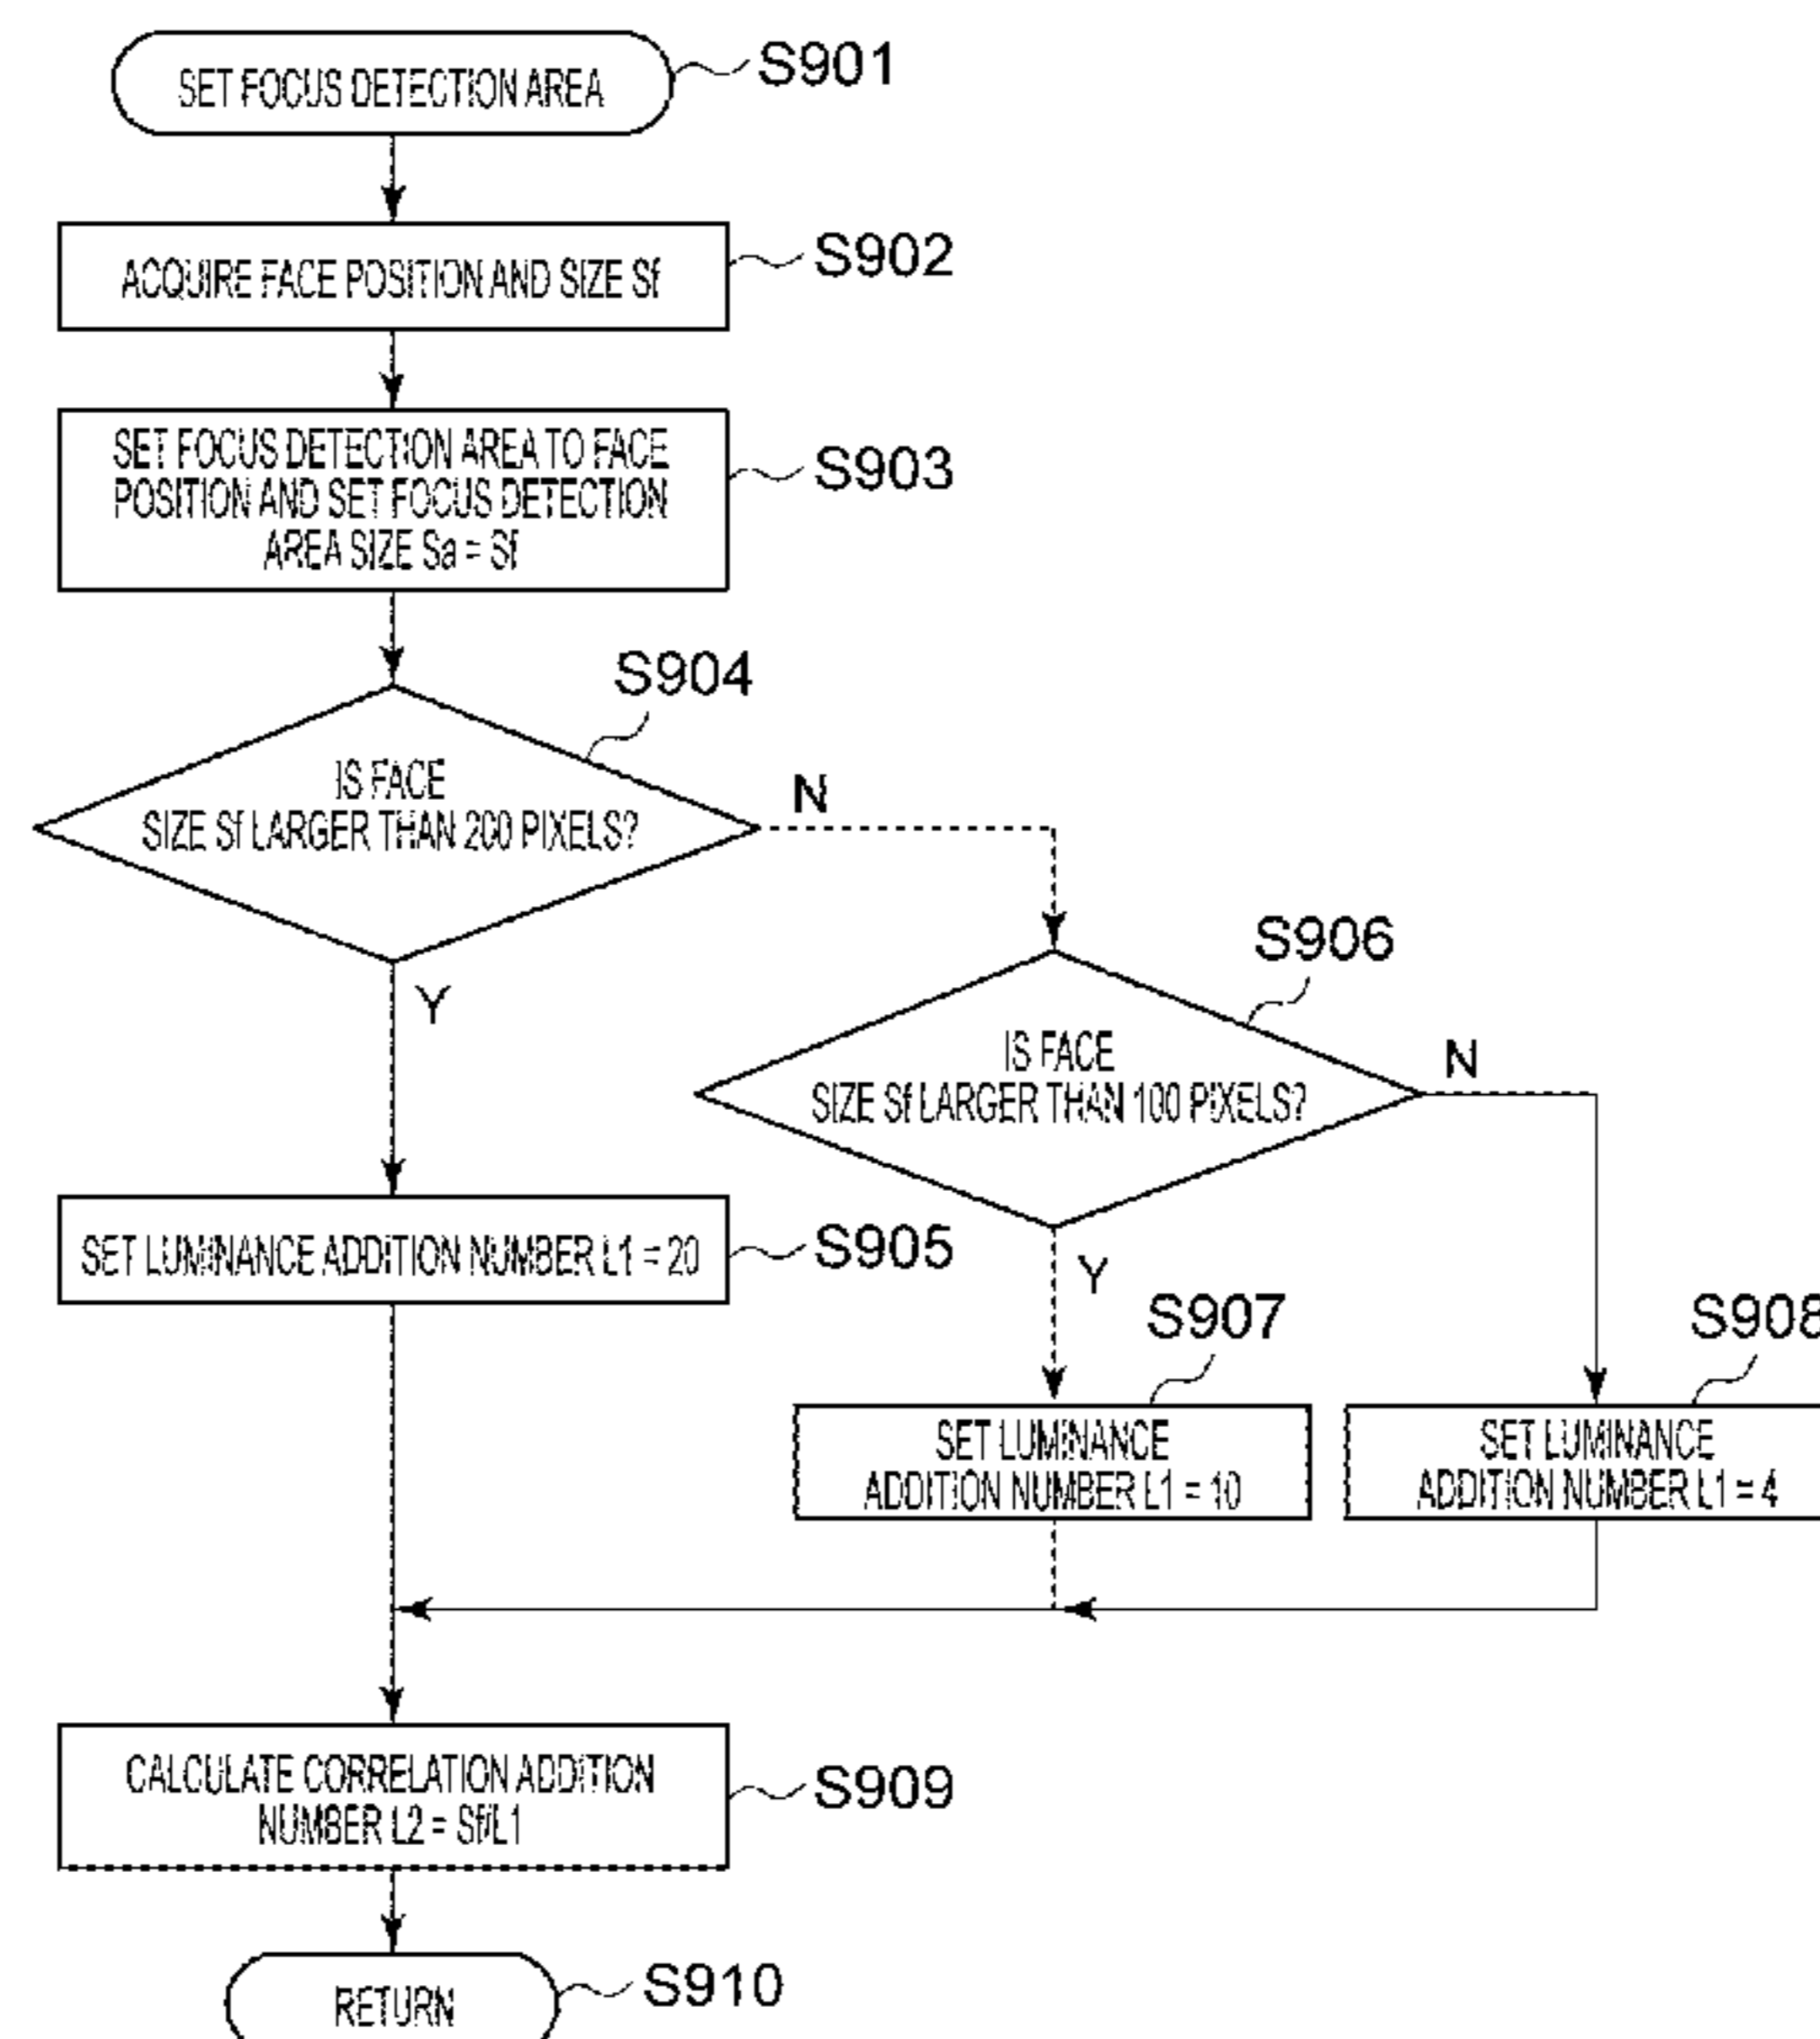 SET FOCUS DETECTION AREA
S901
ACQUIRE FACE POSITION AND SIZE Sf
S902
SET FOCUS DETECTION AREA TO FACE
POSITION AND SET FOCUS DETECTION
AREA SIZE Sa = Sf
S903
S904
IS FACE
SIZE Sf LARGER THAN 200 PIXELS?
N
Y
S906
IS FACE
SIZE Sf LARGER THAN 100 PIXELS?
N
Y
SET LUMINANCE ADDITION NUMBER L1 = 20
S905
S907
SET LUMINANCE
ADDITION NUMBER L1 = 10
S908
SET LUMINANCE
ADDITION NUMBER L1 = 4
CALCULATE CORRELATION ADDITION
NUMBER L2 = Sf/L1
S909
RETURN
S910